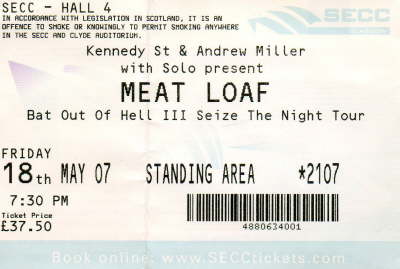 SECC - HALL 4
IN ACCORDANCE WITH LEGISLATION IN SCOTLAND, IT IS AN
OFFENCE TO SMOKE OR KNOWINGLY TO PERMIT SMOKING ANYWHERE
IN THE SECC AND CLYDE AUDITORIUM.
SECC
Kennedy St & Andrew Miller
with Solo present
MEAT LOAF
Bat Out Of Hell III Seize The Night Tour
FRIDAY
18th MAY 07 STANDING AREA *2107
7:30 PM
Ticket Price
£37.50
4880634001
Book online: www.SECCtickets.com